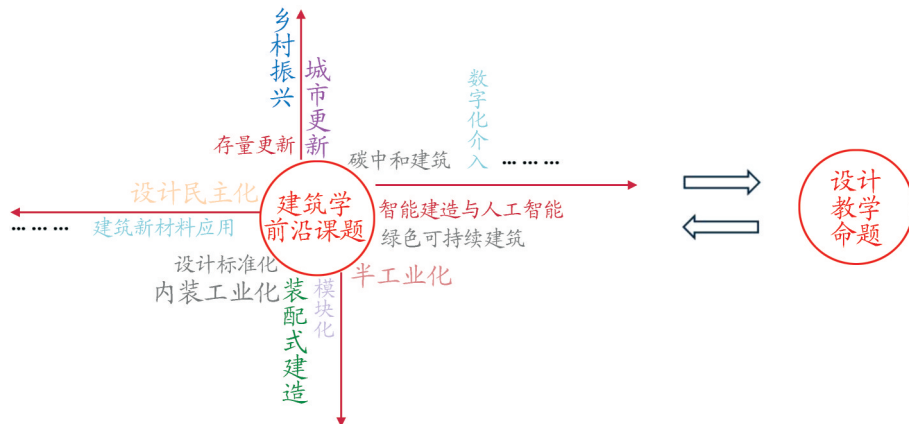 乡村振兴
城市更新
存量更新
数字化介入
碳中和建筑
… … …
设计民主化
建筑学
前沿课题
智能建造与人工智能
… … …
建筑新材料应用
绿色可持续建筑
设计标准化
内装工业化
装配式建造
模块化
半工业化
设计
教学
命题